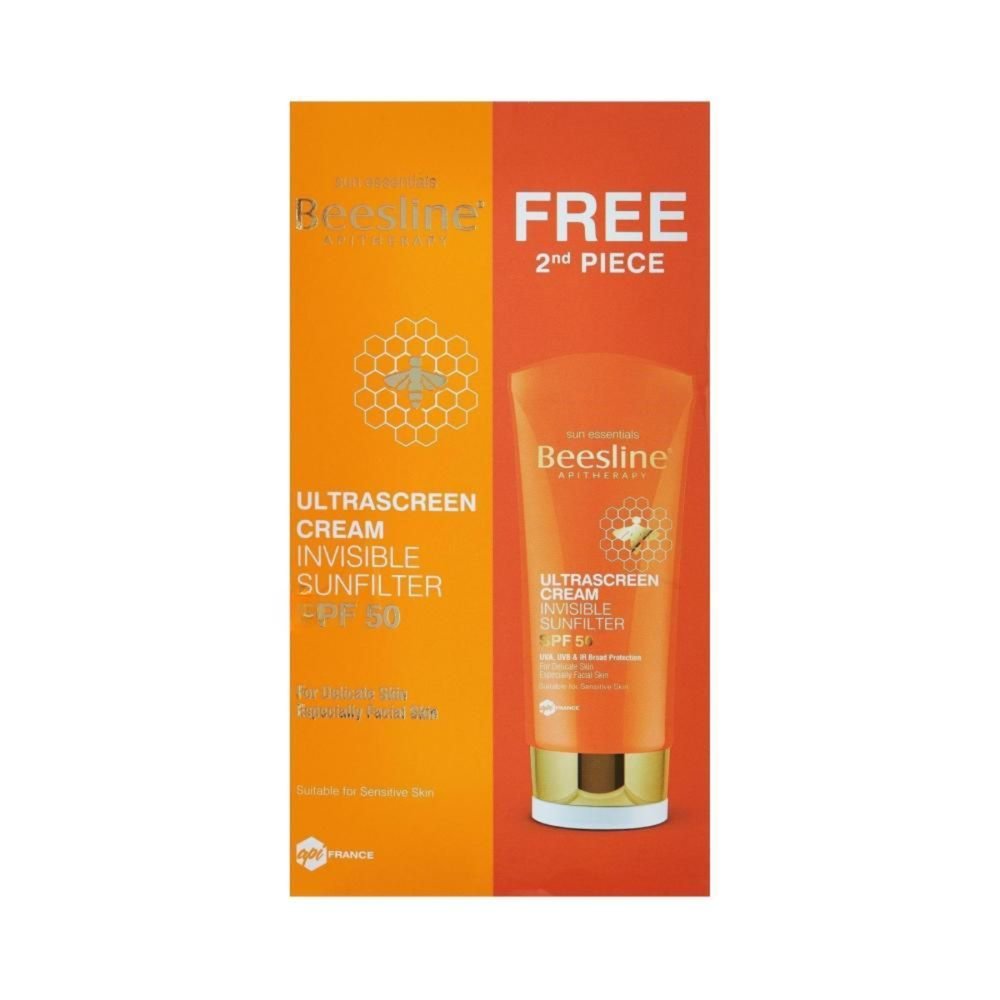 sun essentials
Beesline®
APITHERAPY
ULTRASCREEN
CREAM
INVISIBLE
SUNFILTER
SPF 50
For Delicate Skin
Especially Facial Skin
Suitable for Sensitive Skin
api FRANCE
FREE
2nd PIECE
sun essentials
Beesline®
APITHERAPY
ULTRASCREEN
CREAM
INVISIBLE
SUNFILTER
SPF 50
UVA, UVB & IR Broad Protection
For Delicate Skin
Especially Facial Skin
Suitable for Sensitive Skin
api FRANCE